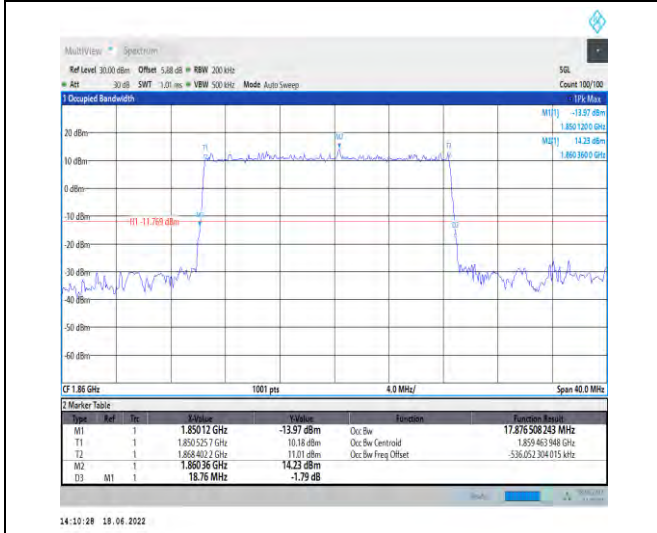 MultiView Spectrum
Ref Level 30.00 dBm Offset 5.88 dB RBW 200 kHz SGL
Att 30 dB SWT 1.01 ms VBW 500 kHz Mode Auto Sweep Count 100/100
1 Occupied Bandwidth 1Pk Max
M1(1) -13.97 dBm
1.850 120 0 GHz
M2(1) 14.23 dBm
1.860 360 0 GHz
20 dBm
T1 M2 T2
10 dBm
0 dBm
-10 dBm
M1
H1 -11.769 dBm
D3
-20 dBm
-30 dBm
-40 dBm
-50 dBm
-60 dBm
CF 1.86 GHz 1001 pts 4.0 MHz/ Span 40.0 MHz
2 Marker Table
Type Ref Trc X-Value Y-Value Function Function Result
M1 1 1.85012 GHz -13.97 dBm Occ Bw 17.876 508 243 MHz
T1 1 1.850 525 7 GHz 10.18 dBm Occ Bw Centroid 1.859 463 948 GHz
T2 1 1.868 402 2 GHz 11.01 dBm Occ Bw Freq Offset -536.052 304 015 kHz
M2 1 1.86036 GHz 14.23 dBm
D3 M1 1 18.76 MHz -1.79 dB
14:10:28 18.06.2022